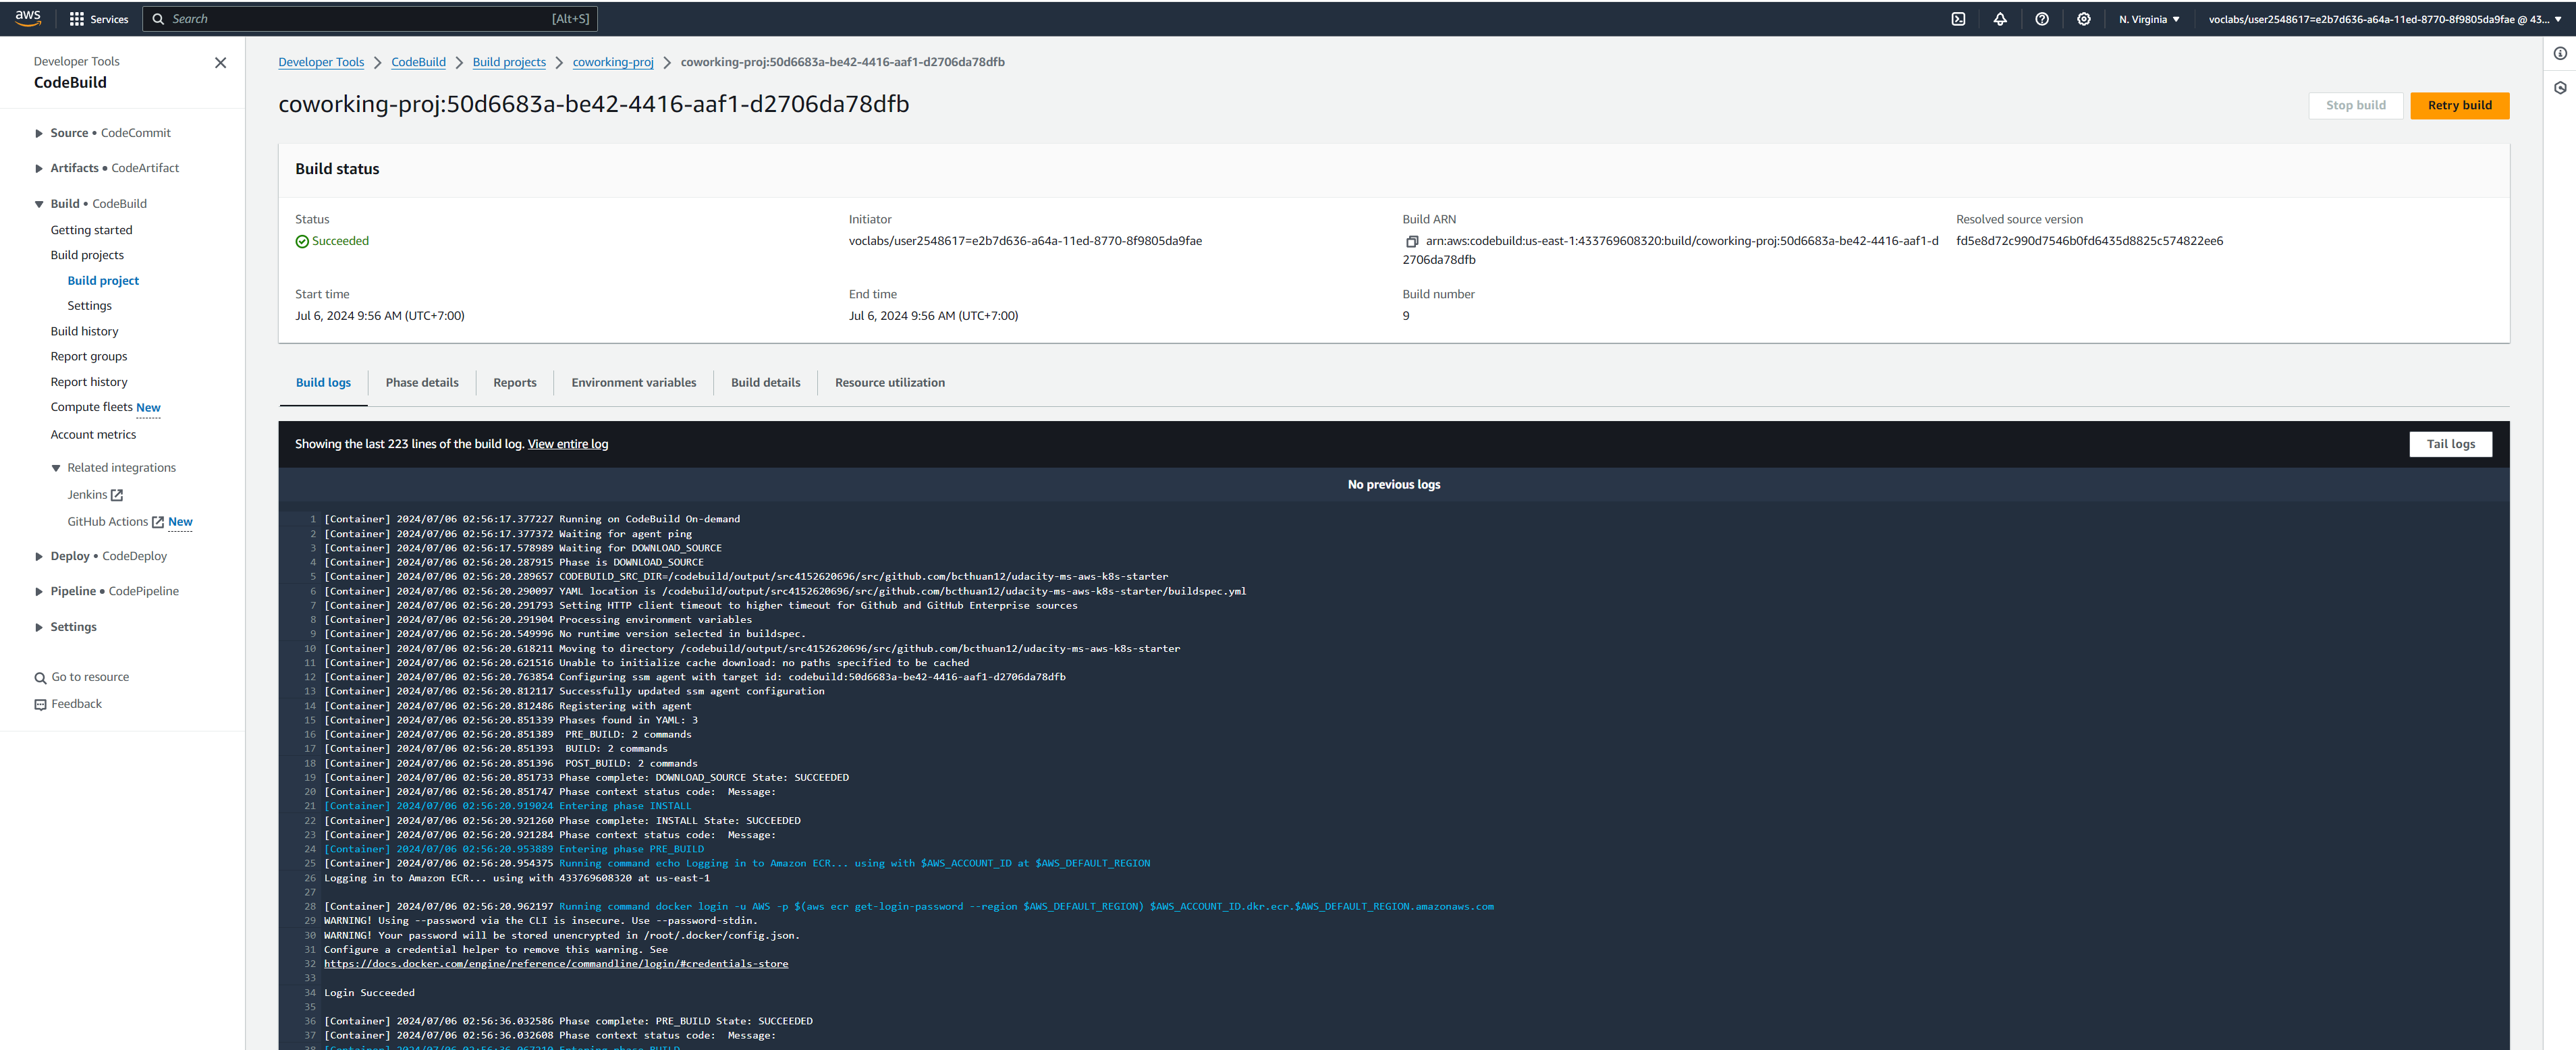 aws
Services
Search
[Alt+S]
N. Virginia
voclabs/user2548617=e2b7d636-a64a-11ed-8770-8f9805da9fae @ 43...
Developer Tools
CodeBuild
Source • CodeCommit
Artifacts • CodeArtifact
Build • CodeBuild
Getting started
Build projects
Build project
Settings
Build history
Report groups
Report history
Compute fleets New
Account metrics
Related integrations
Jenkins
GitHub Actions New
Deploy • CodeDeploy
Pipeline • CodePipeline
Settings
Go to resource
Feedback
Developer Tools > CodeBuild > Build projects > coworking-proj > coworking-proj:50d6683a-be42-4416-aaf1-d2706da78dfb
coworking-proj:50d6683a-be42-4416-aaf1-d2706da78dfb
Stop build
Retry build
Build status
Status
Succeeded
Initiator
voclabs/user2548617=e2b7d636-a64a-11ed-8770-8f9805da9fae
Build ARN
arn:aws:codebuild:us-east-1:433769608320:build/coworking-proj:50d6683a-be42-4416-aaf1-d
2706da78dfb
Resolved source version
fd5e8d72c990d7546b0fd6435d8825c574822ee6
Start time
Jul 6, 2024 9:56 AM (UTC+7:00)
End time
Jul 6, 2024 9:56 AM (UTC+7:00)
Build number
9
Build logs
Phase details
Reports
Environment variables
Build details
Resource utilization
Showing the last 223 lines of the build log. View entire log
Tail logs
No previous logs
1 [Container] 2024/07/06 02:56:17.377227 Running on CodeBuild On-demand
2 [Container] 2024/07/06 02:56:17.377372 Waiting for agent ping
3 [Container] 2024/07/06 02:56:17.578989 Waiting for DOWNLOAD_SOURCE
4 [Container] 2024/07/06 02:56:20.287915 Phase is DOWNLOAD_SOURCE
5 [Container] 2024/07/06 02:56:20.289657 CODEBUILD_SRC_DIR=/codebuild/output/src4152620696/src/github.com/bcthuan12/udacity-ms-aws-k8s-starter
6 [Container] 2024/07/06 02:56:20.290097 YAML location is /codebuild/output/src4152620696/src/github.com/bcthuan12/udacity-ms-aws-k8s-starter/buildspec.yml
7 [Container] 2024/07/06 02:56:20.291793 Setting HTTP client timeout to higher timeout for Github and GitHub Enterprise sources
8 [Container] 2024/07/06 02:56:20.291904 Processing environment variables
9 [Container] 2024/07/06 02:56:20.549996 No runtime version selected in buildspec.
10 [Container] 2024/07/06 02:56:20.618211 Moving to directory /codebuild/output/src4152620696/src/github.com/bcthuan12/udacity-ms-aws-k8s-starter
11 [Container] 2024/07/06 02:56:20.621516 Unable to initialize cache download: no paths specified to be cached
12 [Container] 2024/07/06 02:56:20.763854 Configuring ssm agent with target id: codebuild:50d6683a-be42-4416-aaf1-d2706da78dfb
13 [Container] 2024/07/06 02:56:20.812117 Successfully updated ssm agent configuration
14 [Container] 2024/07/06 02:56:20.812486 Registering with agent
15 [Container] 2024/07/06 02:56:20.851339 Phases found in YAML: 3
16 [Container] 2024/07/06 02:56:20.851389  PRE_BUILD: 2 commands
17 [Container] 2024/07/06 02:56:20.851393  BUILD: 2 commands
18 [Container] 2024/07/06 02:56:20.851396  POST_BUILD: 2 commands
19 [Container] 2024/07/06 02:56:20.851733 Phase complete: DOWNLOAD_SOURCE State: SUCCEEDED
20 [Container] 2024/07/06 02:56:20.851747 Phase context status code:  Message:
21 [Container] 2024/07/06 02:56:20.919024 Entering phase INSTALL
22 [Container] 2024/07/06 02:56:20.921260 Phase complete: INSTALL State: SUCCEEDED
23 [Container] 2024/07/06 02:56:20.921284 Phase context status code:  Message:
24 [Container] 2024/07/06 02:56:20.953889 Entering phase PRE_BUILD
25 [Container] 2024/07/06 02:56:20.954375 Running command echo Logging in to Amazon ECR... using with $AWS_ACCOUNT_ID at $AWS_DEFAULT_REGION
26 Logging in to Amazon ECR... using with 433769608320 at us-east-1
27
28 [Container] 2024/07/06 02:56:20.962197 Running command docker login -u AWS -p $(aws ecr get-login-password --region $AWS_DEFAULT_REGION) $AWS_ACCOUNT_ID.dkr.ecr.$AWS_DEFAULT_REGION.amazonaws.com
29 WARNING! Using --password via the CLI is insecure. Use --password-stdin.
30 WARNING! Your password will be stored unencrypted in /root/.docker/config.json.
31 Configure a credential helper to remove this warning. See
32 https://docs.docker.com/engine/reference/commandline/login/#credentials-store
33
34 Login Succeeded
35
36 [Container] 2024/07/06 02:56:36.032586 Phase complete: PRE_BUILD State: SUCCEEDED
37 [Container] 2024/07/06 02:56:36.032608 Phase context status code:  Message:
38 [Container] 2024/07/06 02:56:36.067210 Entering phase BUILD